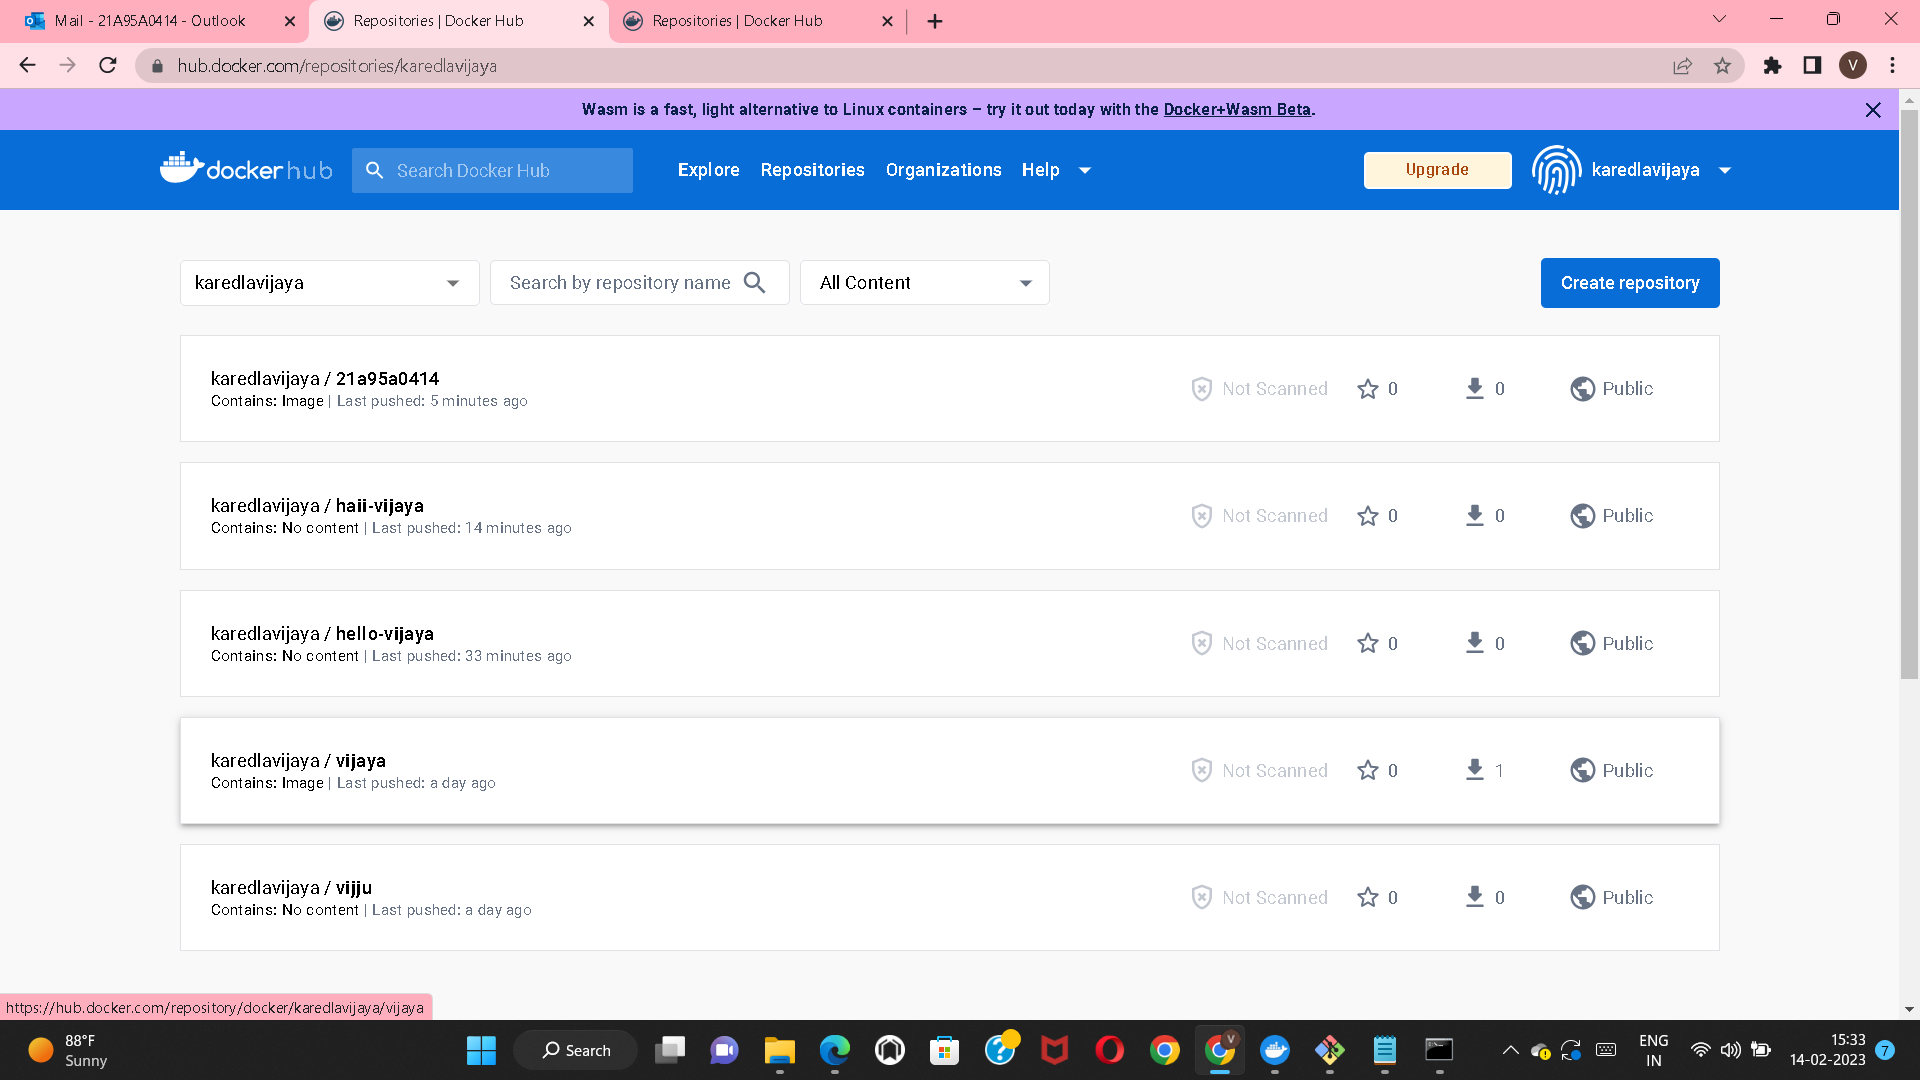 Mail - 21A95A0414 - Outlook
Repositories | Docker Hub
Repositories | Docker Hub
hub.docker.com/repositories/karedlavijaya
V
Wasm is a fast, light alternative to Linux containers – try it out today with the Docker+Wasm Beta.
dockerhub
Search Docker Hub
Explore
Repositories
Organizations
Help
Upgrade
karedlavijaya
karedlavijaya
Search by repository name
All Content
Create repository
karedlavijaya / 21a95a0414
Contains: Image | Last pushed: 5 minutes ago
Not Scanned
0
0
Public
karedlavijaya / haii-vijaya
Contains: No content | Last pushed: 14 minutes ago
Not Scanned
0
0
Public
karedlavijaya / hello-vijaya
Contains: No content | Last pushed: 33 minutes ago
Not Scanned
0
0
Public
karedlavijaya / vijaya
Contains: Image | Last pushed: a day ago
Not Scanned
0
1
Public
karedlavijaya / vijju
Contains: No content | Last pushed: a day ago
Not Scanned
0
0
Public
https://hub.docker.com/repository/docker/karedlavijaya/vijaya
88°F
Sunny
Search
V
ENG
IN
15:33
14-02-2023
7